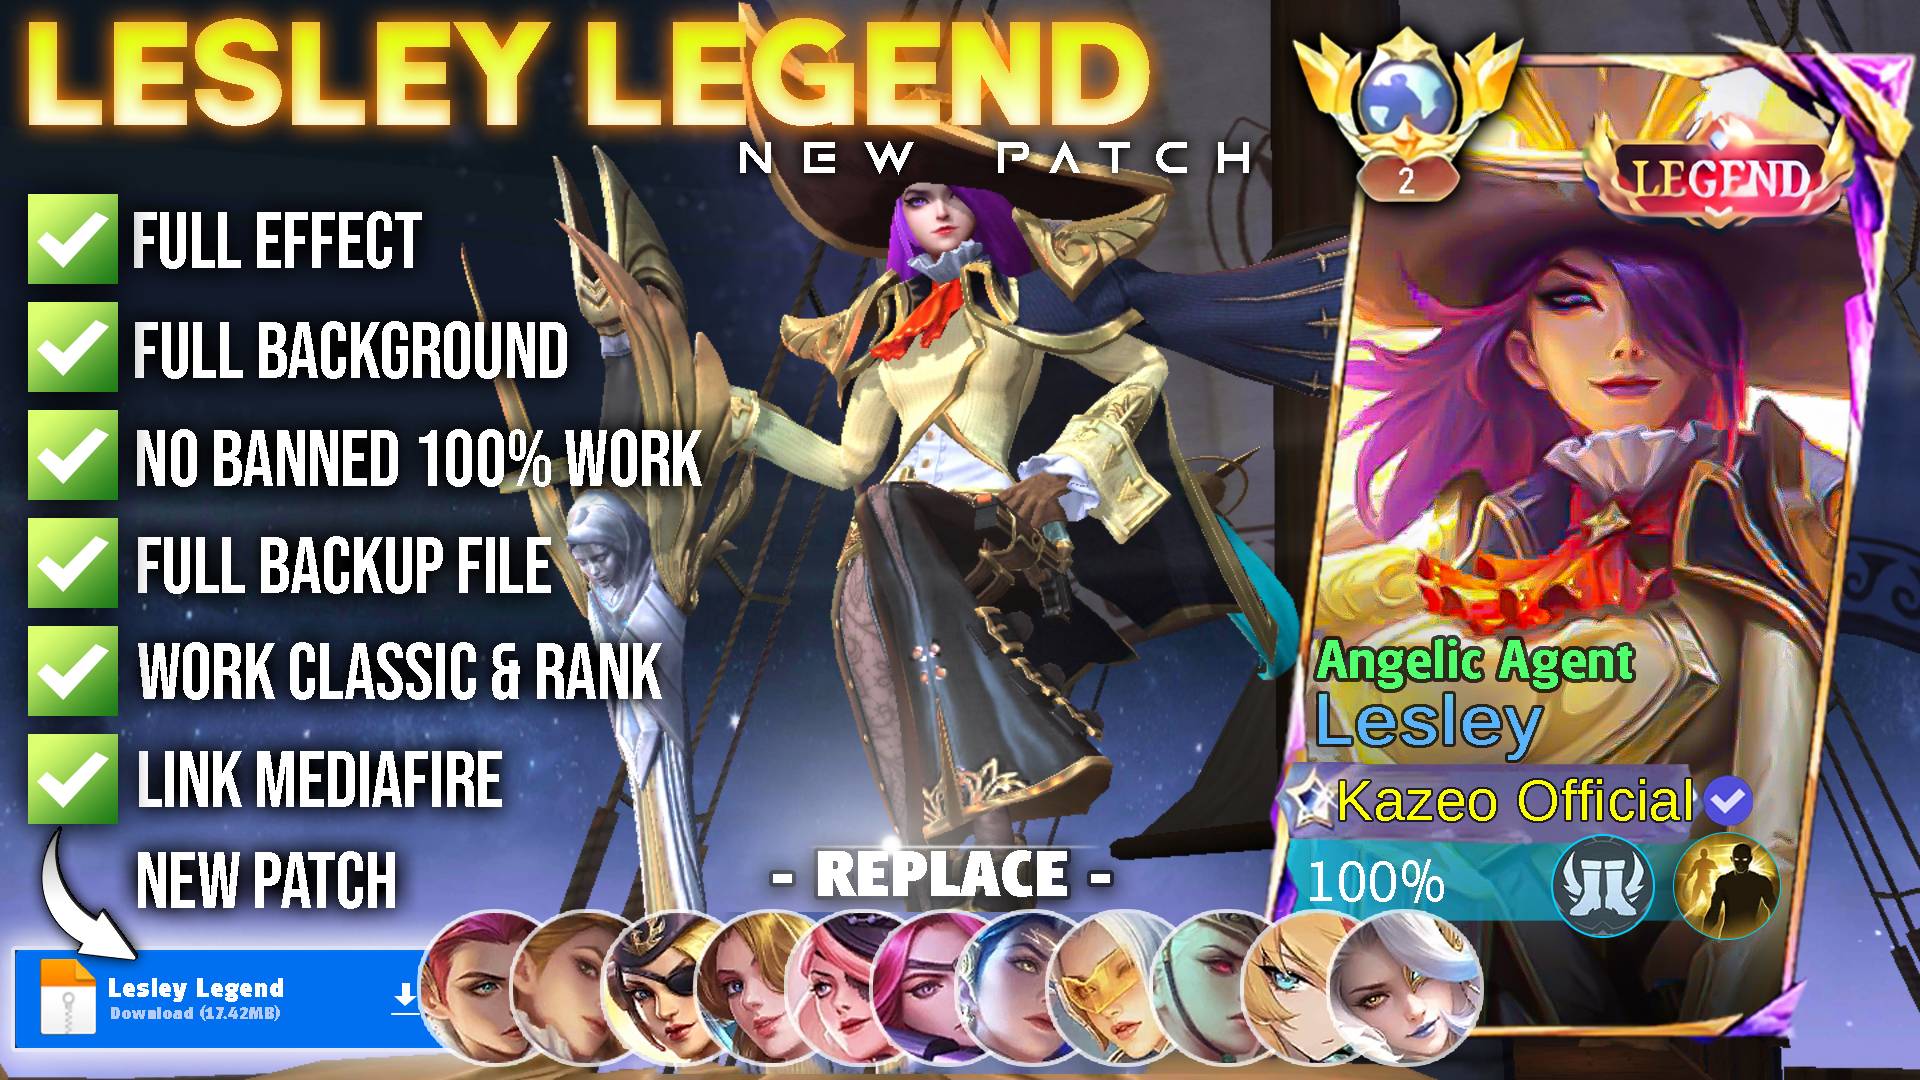 LESLEY LEGEND
NEW PATCH
FULL EFFECT
FULL BACKGROUND
NO BANNED 100% WORK
FULL BACKUP FILE
WORK CLASSIC & RANK
LINK MEDIAFIRE
NEW PATCH
Lesley Legend
Download (17.42MB)
- REPLACE -
2
LEGEND
Angelic Agent
Lesley
Kazeo Official
100%